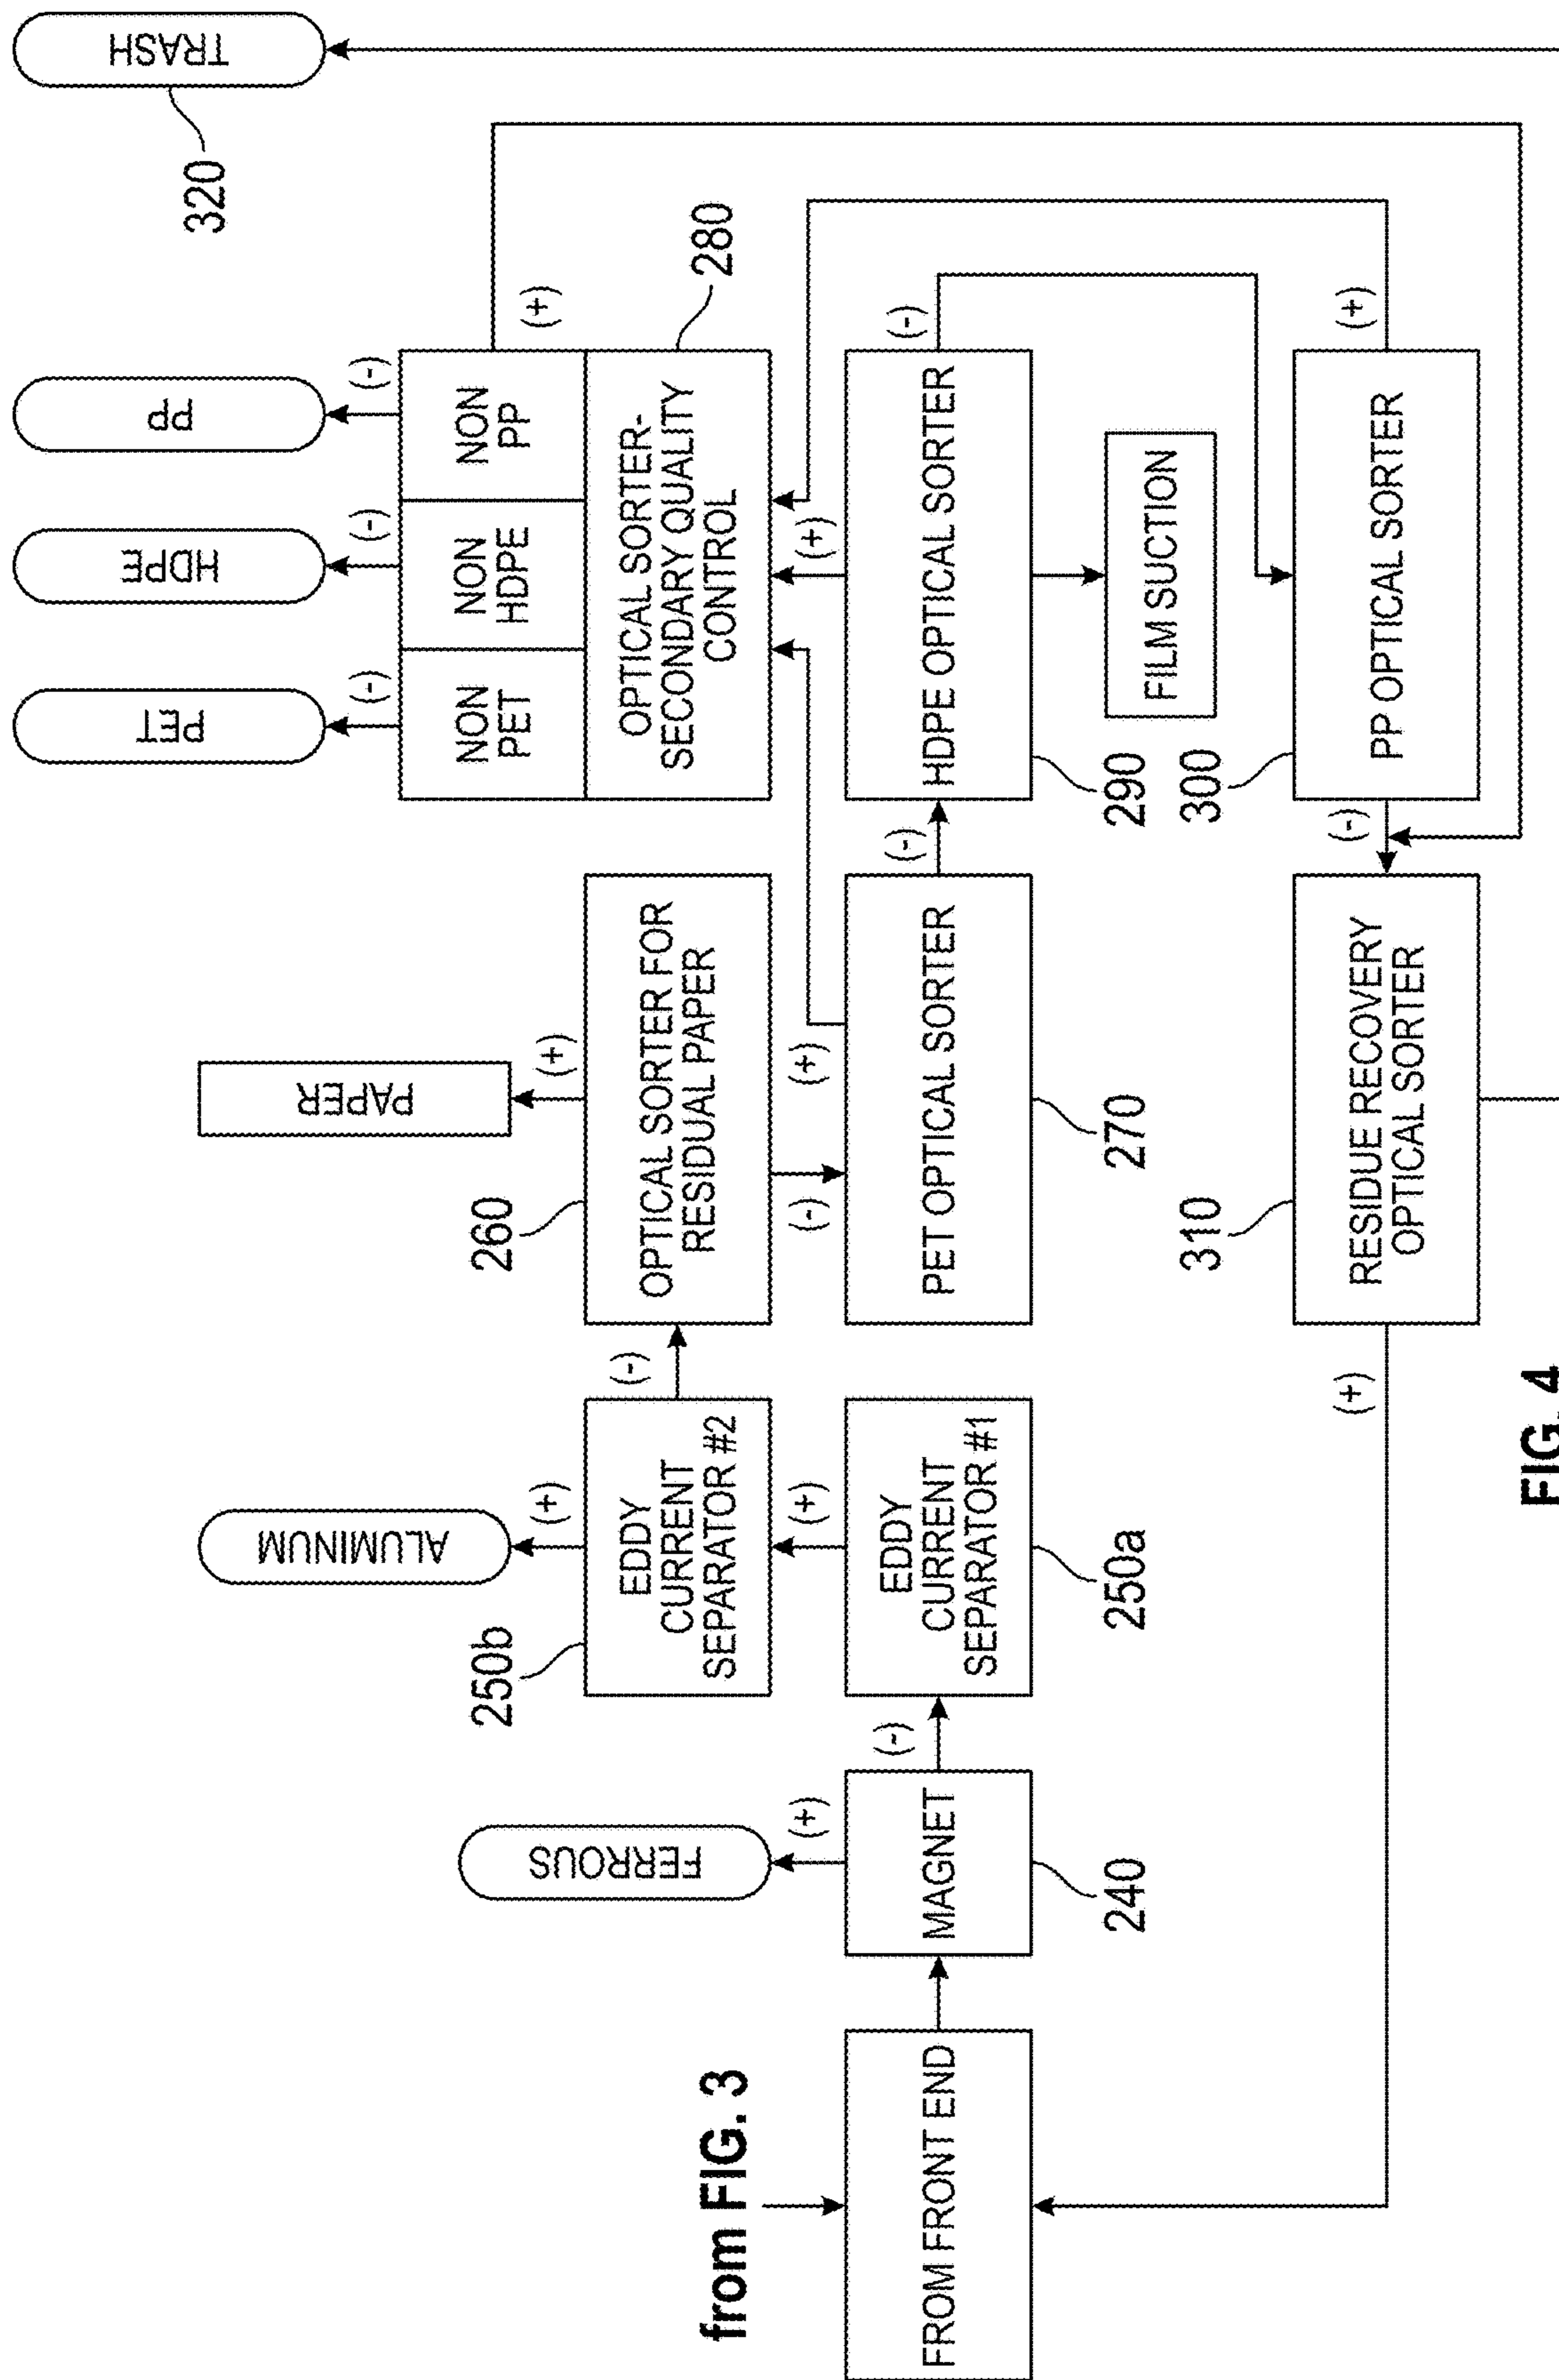 from FIG. 3
FROM FRONT END
FERROUS
(+)
MAGNET
240
(-)
ALUMINUM
(+)
250b
EDDY
CURRENT
SEPARATOR #2
(+)
EDDY
CURRENT
SEPARATOR #1
250a
(-)
PAPER
(+)
260
OPTICAL SORTER FOR
RESIDUAL PAPER
(-)
(+)
PET OPTICAL SORTER
270
(-)
PET
HDPE
PP
TRASH
320
(-)
(-)
(-)
NON
PET
NON
HDPE
NON
PP
(+)
OPTICAL SORTER-
SECONDARY QUALITY
CONTROL
280
(+)
HDPE OPTICAL SORTER
(-)
290
FILM SUCTION
300
PP OPTICAL SORTER
(+)
(-)
310
RESIDUE RECOVERY
OPTICAL SORTER
(+)
FIG. 4